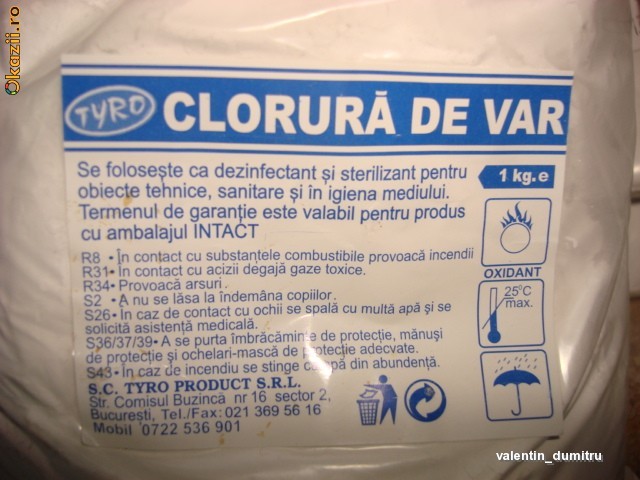 Okazii.ro
TYRO
CLORURĂ DE VAR
Se folosește ca dezinfectant și sterilizant pentru
obiecte tehnice, sanitare și în igiena mediului.
Termenul de garanție este valabil pentru produs
cu ambalajul INTACT
1 kg.e
R8 • În contact cu substanțele combustibile provoacă incendii
R31• În contact cu acizii degajă gaze toxice.
R34• Provoacă arsuri.
S2 • A nu se lăsa la îndemâna copiilor.
S26• În caz de contact cu ochii se spală cu multă apă și se
solicită asistență medicală.
S36/37/39• A se purta îmbrăcăminte de protecție, mănuși
de protecție și ochelari-mască de protecție adecvate.
S43• În caz de incendiu se stinge cu apă din abundență.
OXIDANT
25°C
max.
S.C. TYRO PRODUCT S.R.L.
Str. Comisul Buzincă nr 16 sector 2,
București, Tel./Fax: 021 369 56 16
Mobil 0722 536 901
valentin_dumitru